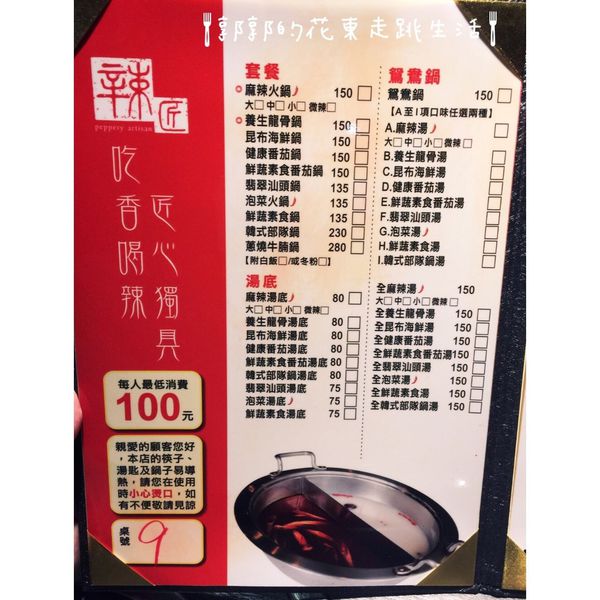 郭郭的花東走跳生活
辣匠
peppery artisan
吃香喝辣
匠心獨具
每人最低消費
100元
親愛的顧客您好
，本店的筷子、
湯匙及鍋子易導
熱，請您在使用
時小心燙口，如
有不便敬請見諒
桌號 9
套餐
麻辣火鍋 150
大□ 中□ 小□ 微辣□
養生龍骨鍋 150
昆布海鮮鍋 150
健康番茄鍋 150
鮮蔬素食番茄鍋 150
翡翠汕頭鍋 135
泡菜火鍋 135
鮮蔬素食鍋 135
韓式部隊鍋 230
蔥燒牛腩鍋 280
【附白飯□/或冬粉□】
湯底
麻辣湯底 80
大□ 中□ 小□ 微辣□
養生龍骨湯底 80
昆布海鮮湯底 80
健康番茄湯底 80
鮮蔬素食番茄湯底 80
韓式部隊鍋湯底 80
翡翠汕頭湯底 75
泡菜湯底 75
鮮蔬素食湯底 75
鴛鴦鍋
鴛鴦鍋 150
【A至I項口味任選兩種】
A.麻辣湯
大□ 中□ 小□ 微辣□
B.養生龍骨湯
C.昆布海鮮湯
D.健康番茄湯
E.鮮蔬素食番茄湯
F.翡翠汕頭湯
G.泡菜湯
H.鮮蔬素食湯
I.韓式部隊鍋湯
全麻辣湯 150
大□ 中□ 小□ 微辣□
全養生龍骨湯 150
全昆布海鮮湯 150
全健康番茄湯 150
全鮮蔬素食番茄湯 150
全翡翠汕頭湯 150
全泡菜湯 150
全鮮蔬素食湯 150
全韓式部隊鍋湯 150